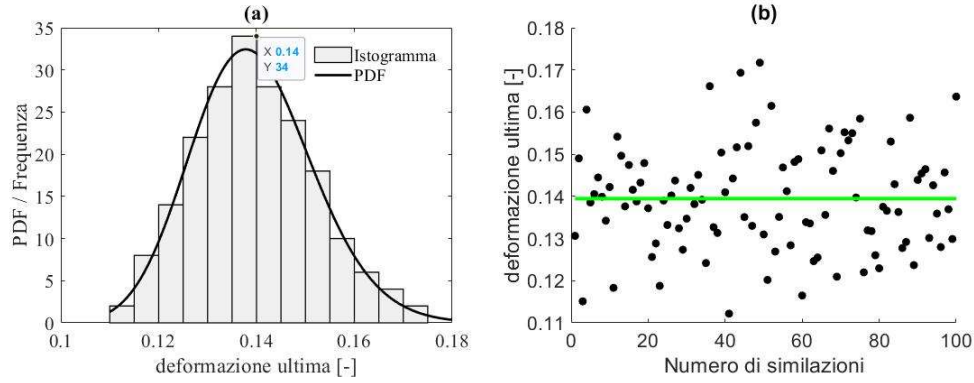 (a)
35
30
25
20
15
10
5
0
PDF / Frequenza
X 0.14
Y 34
Istogramma
PDF
0.1 0.12 0.14 0.16 0.18
deformazione ultima [-]
(b)
0.18
0.17
0.16
0.15
0.14
0.13
0.12
0.11
deformazione ultima [-]
0 20 40 60 80 100
Numero di similazioni